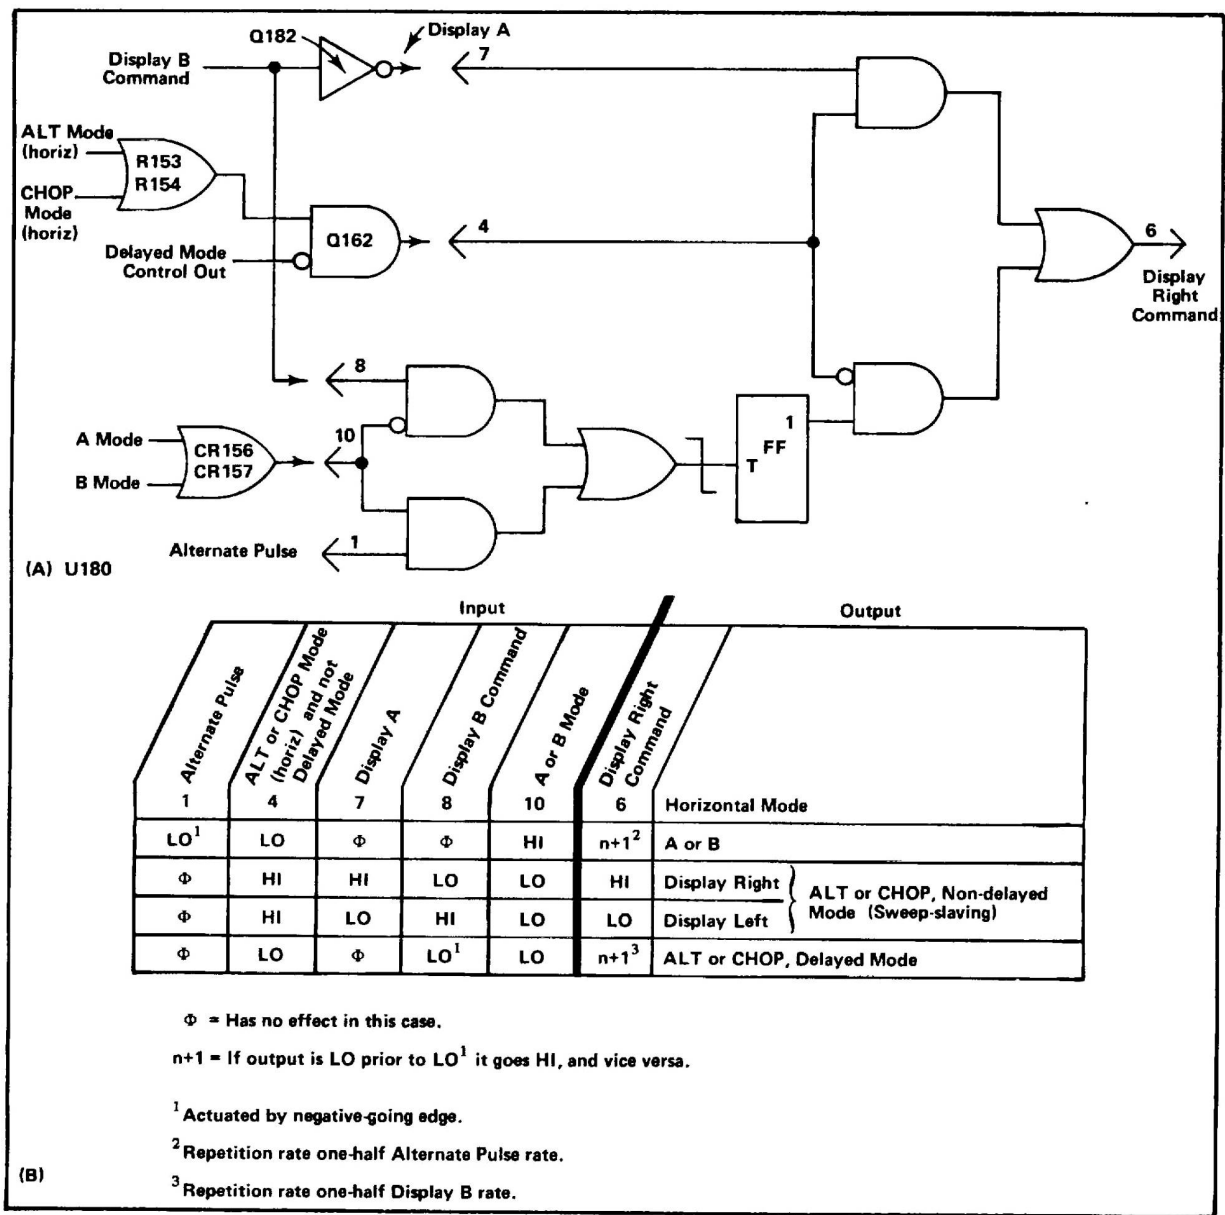 Q182
Display A
Display B
Command
7
ALT Mode
(horiz)
R153
R154
CHOP
Mode
(horiz)
Q162
4
6
Delayed Mode
Control Out
Display
Right
Command
8
A Mode
CR156
CR157
10
B Mode
1
FF
T
Alternate Pulse
1
(A) U180
Input
Output
Alternate Pulse
ALT or CHOP Mode
(horiz) and not
Delayed Mode
Display A
Display B Command
A or B Mode
Display Right
Command
1 4 7 8 10 6 Horizontal Mode
LO¹ LO Φ Φ HI n+1² A or B
Φ HI HI LO LO HI Display Right
ALT or CHOP, Non-delayed
Mode (Sweep-slaving)
Φ HI LO HI LO LO Display Left
Φ LO Φ LO¹ LO n+1³ ALT or CHOP, Delayed Mode
Φ = Has no effect in this case.
n+1 = If output is LO prior to LO¹ it goes HI, and vice versa.
¹ Actuated by negative-going edge.
² Repetition rate one-half Alternate Pulse rate.
³ Repetition rate one-half Display B rate.
(B)